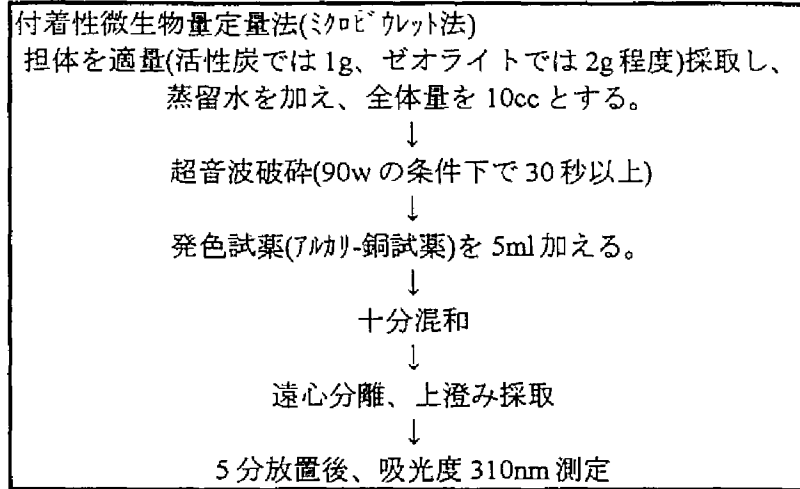 付着性微生物量定量法(ﾐｸﾛﾋﾞｳﾚｯﾄ法)
担体を適量(活性炭では1g、ゼオライトでは2g程度)採取し、
蒸留水を加え、全体量を10ccとする。
↓
超音波破砕(90wの条件下で30秒以上)
↓
発色試薬(ｱﾙｶﾘ-銅試薬)を5ml加える。
↓
十分混和
↓
遠心分離、上澄み採取
↓
5分放置後、吸光度310nm測定